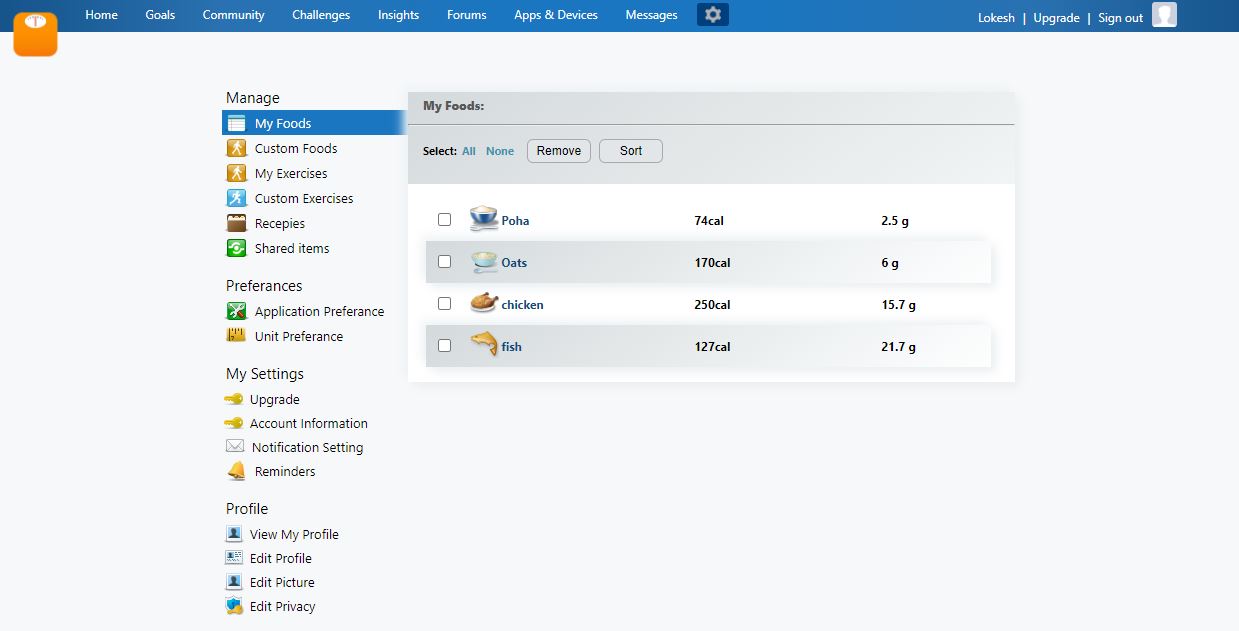 Home Goals Community Challenges Insights Forums Apps & Devices Messages
Lokesh | Upgrade | Sign out
Manage
My Foods
Custom Foods
My Exercises
Custom Exercises
Recepies
Shared items
Preferances
Application Preferance
Unit Preferance
My Settings
Upgrade
Account Information
Notification Setting
Reminders
Profile
View My Profile
Edit Profile
Edit Picture
Edit Privacy
My Foods:
Select: All None Remove Sort
Poha 74cal 2.5 g
Oats 170cal 6 g
chicken 250cal 15.7 g
fish 127cal 21.7 g